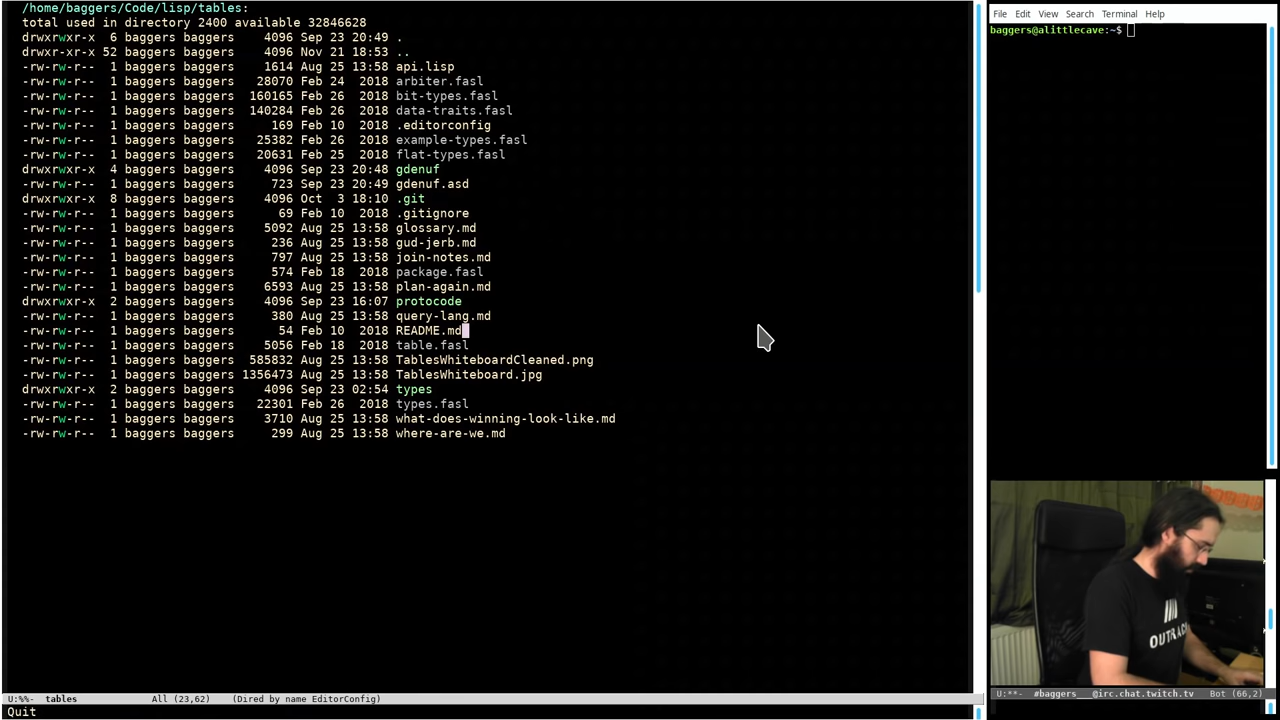 /home/baggers/Code/lisp/tables:
total used in directory 2400 available 32846628
drwxrwxr-x  6 baggers baggers    4096 Sep 23 20:49 .
drwxr-xr-x 52 baggers baggers    4096 Nov 21 18:53 ..
-rw-rw-r--  1 baggers baggers    1614 Aug 25 13:58 api.lisp
-rw-rw-r--  1 baggers baggers   28070 Feb 24  2018 arbiter.fasl
-rw-rw-r--  1 baggers baggers  160165 Feb 26  2018 bit-types.fasl
-rw-rw-r--  1 baggers baggers  140284 Feb 26  2018 data-traits.fasl
-rw-rw-r--  1 baggers baggers     169 Feb 10  2018 .editorconfig
-rw-rw-r--  1 baggers baggers   25382 Feb 26  2018 example-types.fasl
-rw-rw-r--  1 baggers baggers   20631 Feb 25  2018 flat-types.fasl
drwxrwxr-x  4 baggers baggers    4096 Sep 23 20:48 gdenuf
-rw-rw-r--  1 baggers baggers     723 Sep 23 20:49 gdenuf.asd
drwxrwxr-x  8 baggers baggers    4096 Oct  3 18:10 .git
-rw-rw-r--  1 baggers baggers      69 Feb 10  2018 .gitignore
-rw-rw-r--  1 baggers baggers    5092 Aug 25 13:58 glossary.md
-rw-rw-r--  1 baggers baggers     236 Aug 25 13:58 gud-jerb.md
-rw-rw-r--  1 baggers baggers     797 Aug 25 13:58 join-notes.md
-rw-rw-r--  1 baggers baggers     574 Feb 18  2018 package.fasl
-rw-rw-r--  1 baggers baggers    6593 Aug 25 13:58 plan-again.md
drwxrwxr-x  2 baggers baggers    4096 Sep 23 16:07 protocode
-rw-rw-r--  1 baggers baggers     380 Aug 25 13:58 query-lang.md
-rw-rw-r--  1 baggers baggers      54 Feb 10  2018 README.md
-rw-rw-r--  1 baggers baggers    5056 Feb 18  2018 table.fasl
-rw-rw-r--  1 baggers baggers  585832 Aug 25 13:58 TablesWhiteboardCleaned.png
-rw-rw-r--  1 baggers baggers 1356473 Aug 25 13:58 TablesWhiteboard.jpg
drwxrwxr-x  2 baggers baggers    4096 Sep 23 02:54 types
-rw-rw-r--  1 baggers baggers   22301 Feb 26  2018 types.fasl
-rw-rw-r--  1 baggers baggers    3710 Aug 25 13:58 what-does-winning-look-like.md
-rw-rw-r--  1 baggers baggers     299 Aug 25 13:58 where-are-we.md
U:%%-  tables          All (23,62)    (Dired by name EditorConfig)
Quit
File Edit View Search Terminal Help
baggers@alittlecave:~$
U:**-  #baggers___@irc.chat.twitch.tv   Bot (66,2)